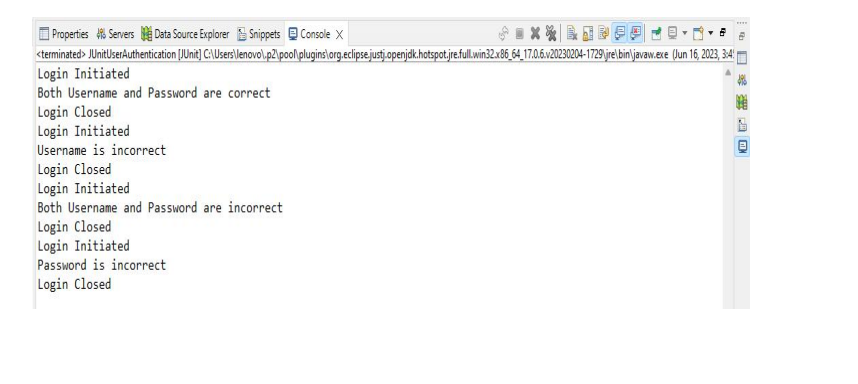 Properties Servers Data Source Explorer Snippets Console X
<terminated> JUnitUserAuthentication [JUnit] C:\Users\lenovo\.p2\pool\plugins\org.eclipse.justj.openjdk.hotspot.jre.full.win32.x86_64_17.0.6.v20230204-1729\jre\bin\javaw.exe (Jun 16, 2023, 3:4
Login Initiated
Both Username and Password are correct
Login Closed
Login Initiated
Username is incorrect
Login Closed
Login Initiated
Both Username and Password are incorrect
Login Closed
Login Initiated
Password is incorrect
Login Closed